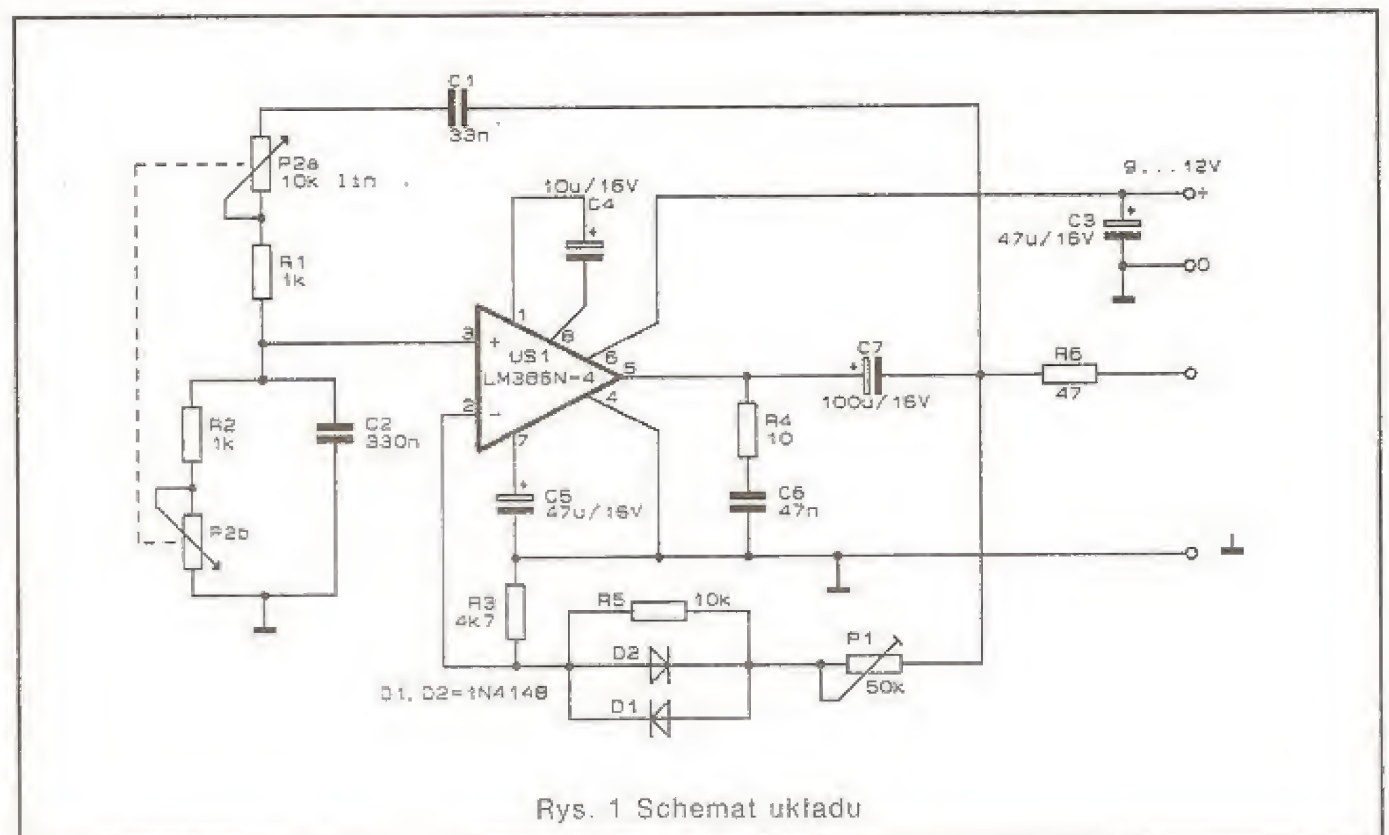 C1
33n
P2a
10k lin
R1
1k
10u/16V
C4
9...12V
+
C3
47u/16V
0
3
+
1
8
6
US1
LM386N-4
5
4
2
-
7
C7
100u/16V
R6
47
R2
1k
C2
330n
R4
10
P2b
C5
47u/16V
C6
47n
R3
4k7
R5
10k
P1
50k
D2
D1
D1, D2=1N4148
Rys. 1 Schemat układu